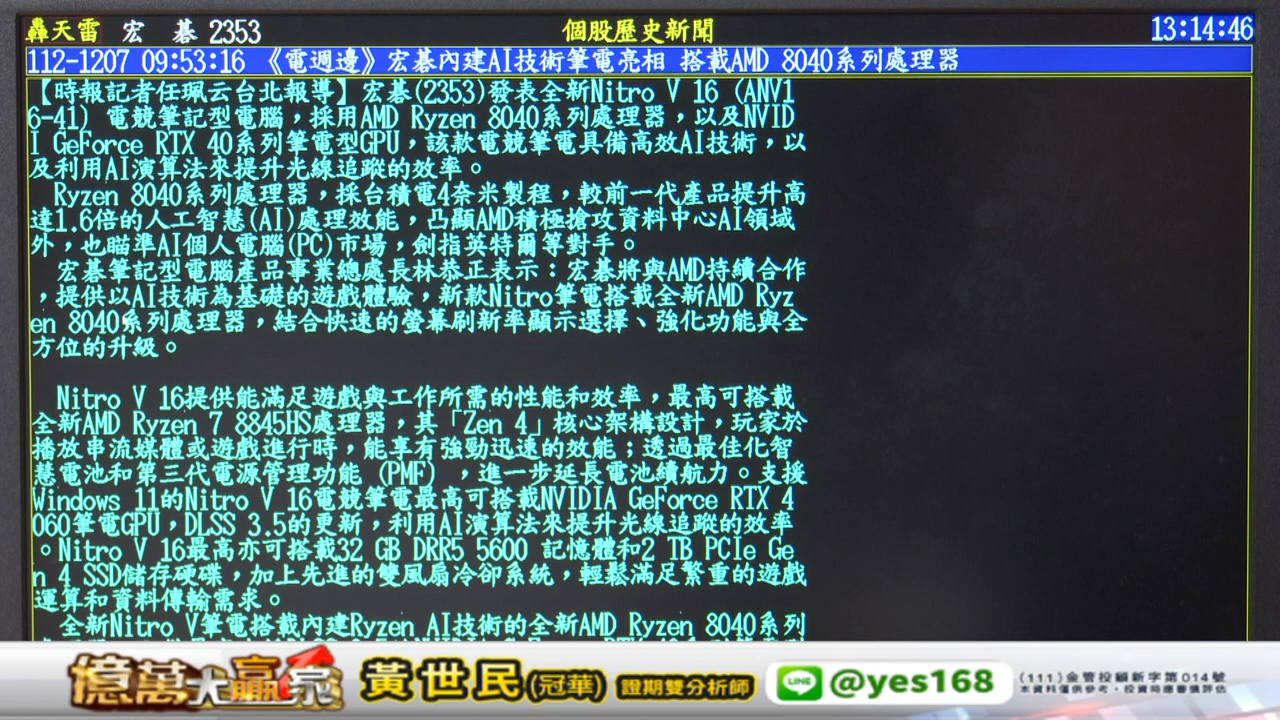 轟天雷 宏 碁 2353 個股歷史新聞 13:14:46
112-1207 09:53:16 《電週邊》宏碁內建AI技術筆電亮相 搭載AMD 8040系列處理器
【時報記者任珮云台北報導】宏碁(2353)發表全新Nitro V 16 (ANV1
6-41) 電競筆記型電腦，採用AMD Ryzen 8040系列處理器，以及NVID
I GeForce RTX 40系列筆電型GPU，該款電競筆電具備高效AI技術，以
及利用AI演算法來提升光線追蹤的效率。
Ryzen 8040系列處理器，採台積電4奈米製程，較前一代產品提升高
達1.6倍的人工智慧(AI)處理效能，凸顯AMD積極搶攻資料中心AI領域
外，也瞄準AI個人電腦(PC)市場，劍指英特爾等對手。
宏碁筆記型電腦產品事業總處長林恭正表示：宏碁將與AMD持續合作
，提供以AI技術為基礎的遊戲體驗，新款Nitro筆電搭載全新AMD Ryz
en 8040系列處理器，結合快速的螢幕刷新率顯示選擇、強化功能與全
方位的升級。
Nitro V 16提供能滿足遊戲與工作所需的性能和效率，最高可搭載
全新AMD Ryzen 7 8845HS處理器，其「Zen 4」核心架構設計，玩家於
播放串流媒體或遊戲進行時，能享有強勁迅速的效能；透過最佳化智
慧電池和第三代電源管理功能 (PMF) ，進一步延長電池續航力。支援
Windows 11的Nitro V 16電競筆電最高可搭載NVIDIA GeForce RTX 4
060筆電GPU，DLSS 3.5的更新，利用AI演算法來提升光線追蹤的效率
。Nitro V 16最高亦可搭載32 GB DRR5 5600 記憶體和2 TB PCIe Ge
n 4 SSD儲存硬碟，加上先進的雙風扇冷卻系統，輕鬆滿足繁重的遊戲
運算和資料傳輸需求。
全新Nitro V筆電搭載內建Ryzen AI技術的全新AMD Ryzen 8040系列
億萬大贏家 黃世民(冠華) 證期雙分析師 LINE @yes168 (111)金管投顧新字第014號
本資料僅供參考，投資時應審慎評估